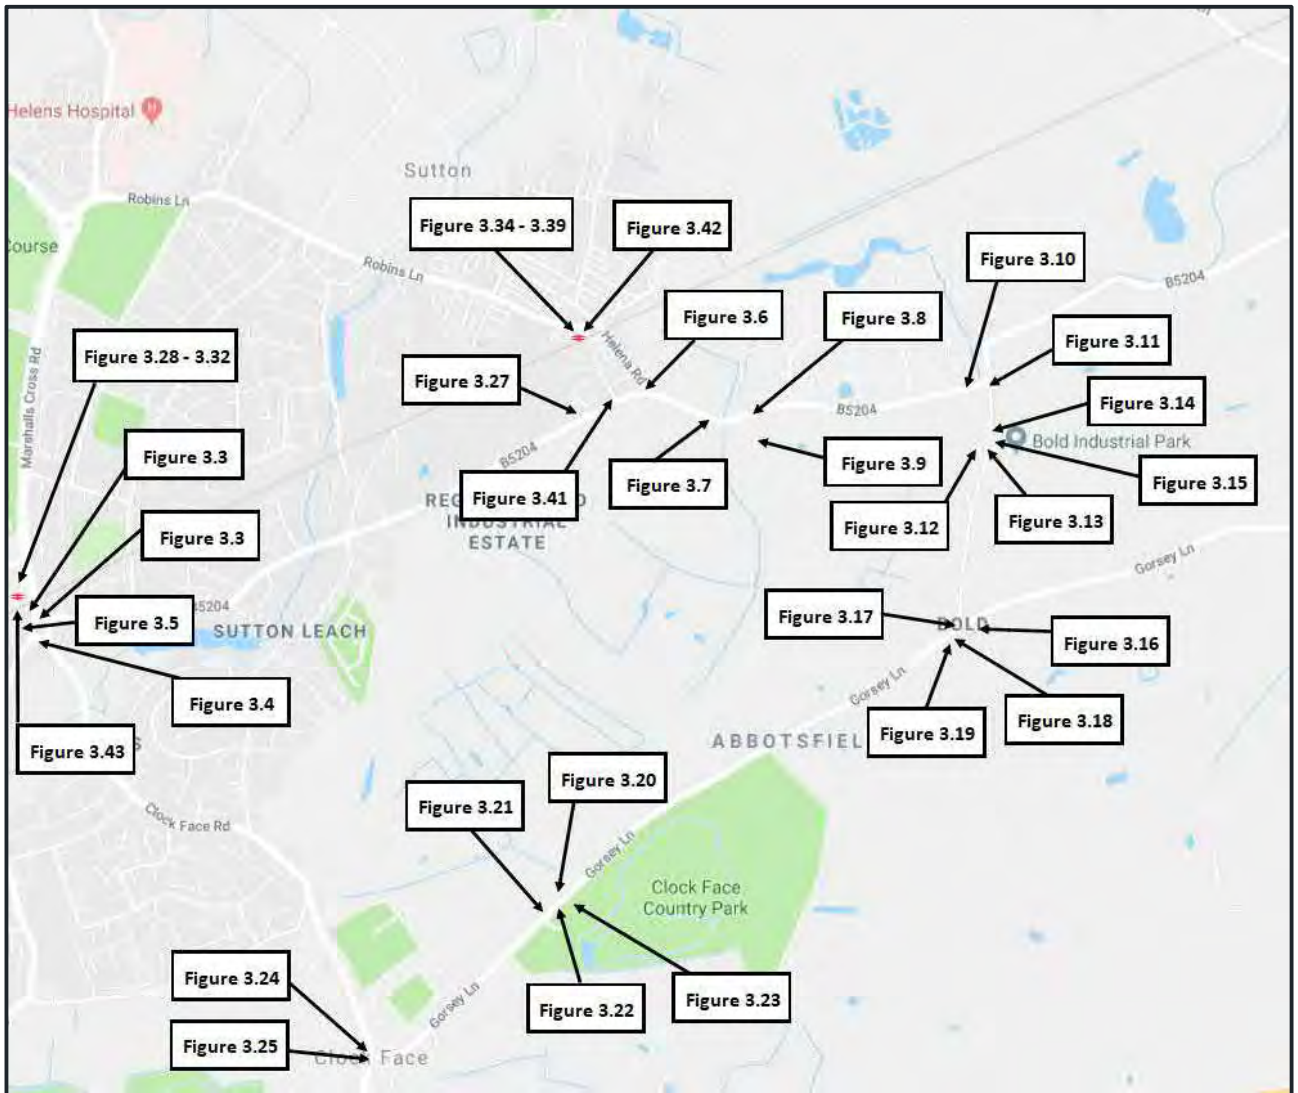 Helens Hospital
H
Sutton
Robins Ln
Figure 3.34 - 3.39
Figure 3.42
Course
Figure 3.10
Robins Ln
B5204
Figure 3.6
Figure 3.8
Figure 3.28 - 3.32
Helena Rd
Figure 3.11
Figure 3.27
Marshalls Cross Rd
Figure 3.14
B5204
Bold Industrial Park
Figure 3.3
B5204
Figure 3.9
Figure 3.7
Figure 3.15
Figure 3.41
INDUSTRIAL
ESTATE
Figure 3.12
Figure 3.13
Figure 3.3
Gorsey Ln
B5204
Figure 3.5
SUTTON LEACH
Figure 3.17
BOLD
Figure 3.16
Gorsey Ln
Figure 3.4
Figure 3.18
Figure 3.19
Figure 3.43
ABBOTSFIEL
Figure 3.20
Figure 3.21
Clock Face Rd
Gorsey Ln
Clock Face
Country Park
Figure 3.24
Figure 3.23
Figure 3.22
Gorsey Ln
Figure 3.25
Clock Face